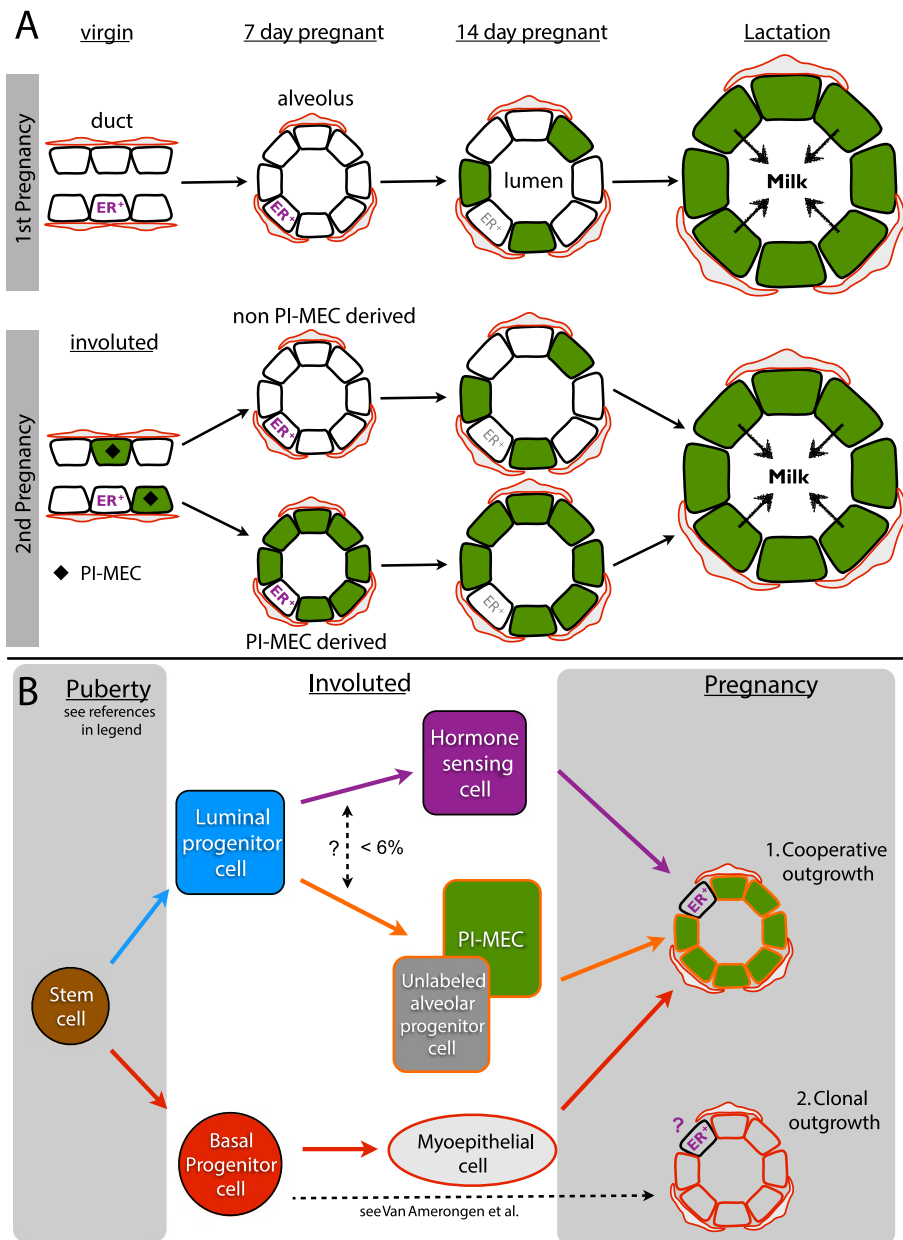 A
virgin
7 day pregnant
14 day pregnant
Lactation
1st Pregnancy
duct
alveolus
ER+
ER+
lumen
ER+
Milk
2nd Pregnancy
involuted
non PI-MEC derived
ER+
ER+
ER+
Milk
◆ PI-MEC
ER+
ER+
PI-MEC derived
B
Puberty
see references
in legend
Involuted
Pregnancy
Hormone
sensing
cell
Luminal
progenitor
cell
? < 6%
1. Cooperative
outgrowth
ER+
PI-MEC
Unlabeled
alveolar
progenitor
cell
Stem
cell
2. Clonal
outgrowth
?
ER+
Basal
Progenitor
cell
Myoepithelial
cell
see Van Amerongen et al.